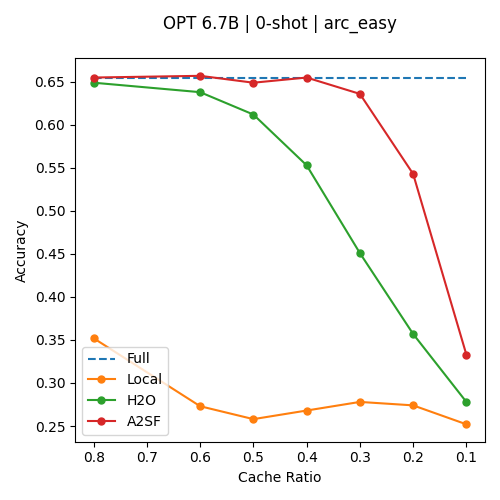 OPT 6.7B | 0-shot | arc_easy
Accuracy
0.65
0.60
0.55
0.50
0.45
0.40
0.35
0.30
0.25
Full
Local
H2O
A2SF
0.8 0.7 0.6 0.5 0.4 0.3 0.2 0.1
Cache Ratio